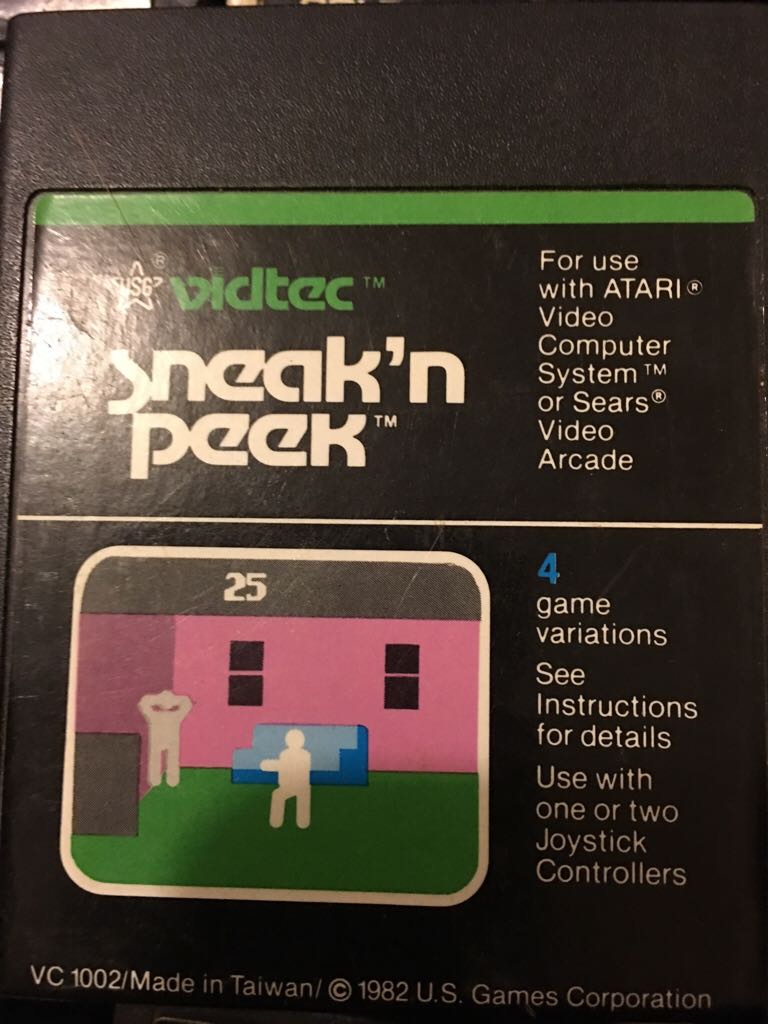 USG® vidtec™
sneak'n
peek™
For use
with ATARI®
Video
Computer
System™
or Sears®
Video
Arcade
25
4
game
variations
See
Instructions
for details
Use with
one or two
Joystick
Controllers
VC 1002/Made in Taiwan/ © 1982 U.S. Games Corporation